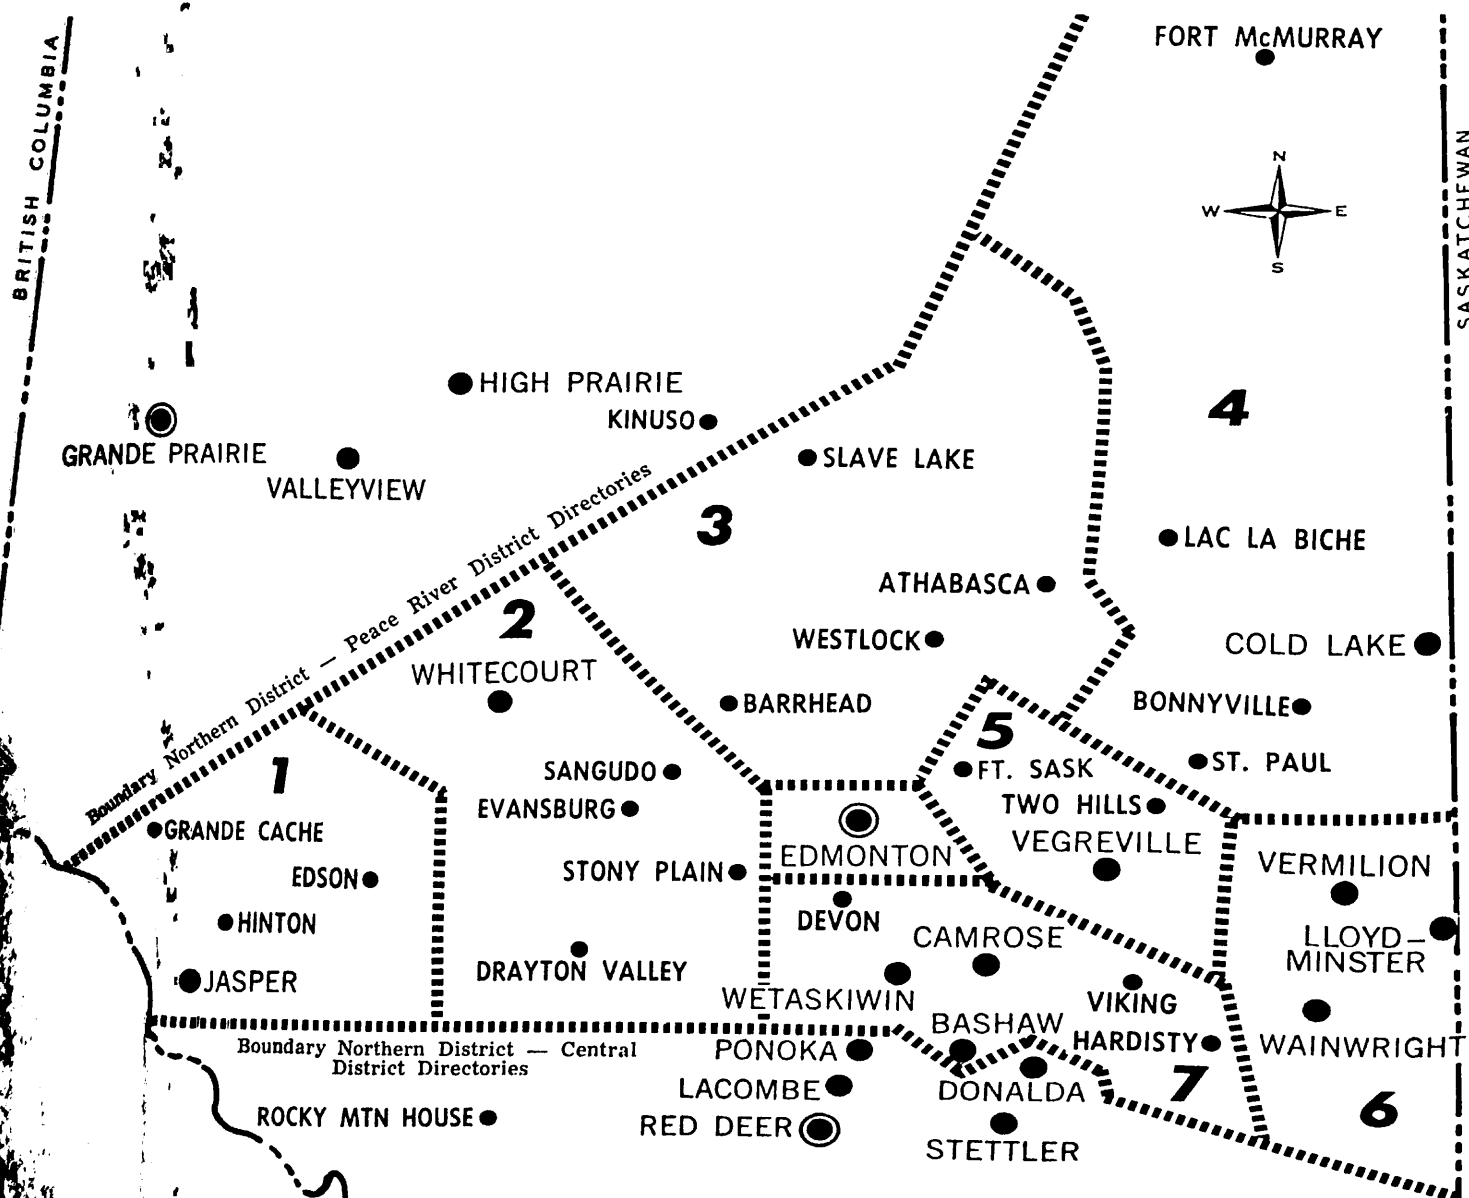 FORT McMURRAY
BRITISH COLUMBIA
SASKATCHEWAN
N
W E
S
HIGH PRAIRIE
KINUSO
GRANDE PRAIRIE
VALLEYVIEW
SLAVE LAKE
4
3
Boundary Northern District — Peace River District Directories
LAC LA BICHE
ATHABASCA
2
WESTLOCK
COLD LAKE
WHITECOURT
BARRHEAD
BONNYVILLE
5
1
SANGUDO
FT. SASK
ST. PAUL
EVANSBURG
TWO HILLS
GRANDE CACHE
VEGREVILLE
EDMONTON
VERMILION
EDSON
STONY PLAIN
HINTON
DEVON
CAMROSE
LLOYD–
MINSTER
JASPER
DRAYTON VALLEY
WETASKIWIN
VIKING
BASHAW
HARDISTY
WAINWRIGHT
Boundary Northern District — Central
District Directories
PONOKA
LACOMBE
DONALDA
7
6
ROCKY MTN HOUSE
RED DEER
STETTLER